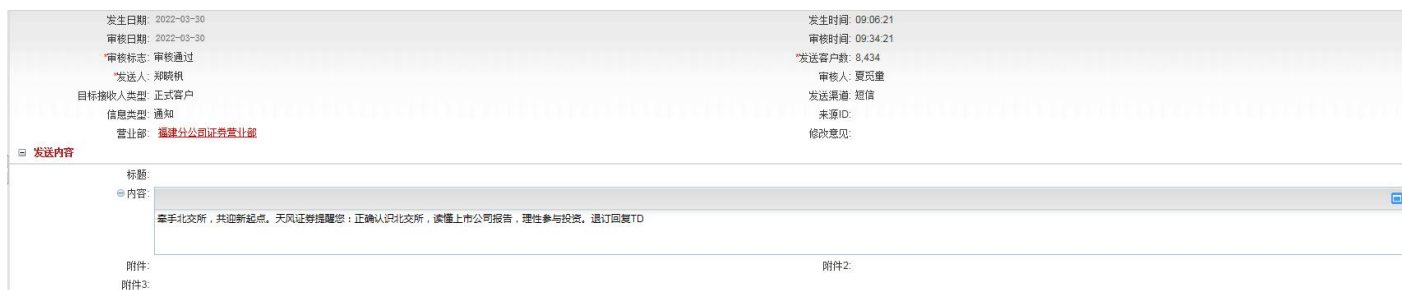 发生日期: 2022-03-30 发生时间: 09:06:21
审核日期: 2022-03-30 审核时间: 09:34:21
*审核标志: 审核通过 *发送客户数: 8,434
*发送人: 郑晓帆 审核人: 夏觅童
目标接收人类型: 正式客户 发送渠道: 短信
信息类型: 通知 来源ID:
营业部: 福建分公司证券营业部 修改意见:
发送内容
标题:
内容:
牵手北交所，共迎新起点。天风证券提醒您：正确认识北交所，读懂上市公司报告，理性参与投资。退订回复TD
附件: 附件2:
附件3: